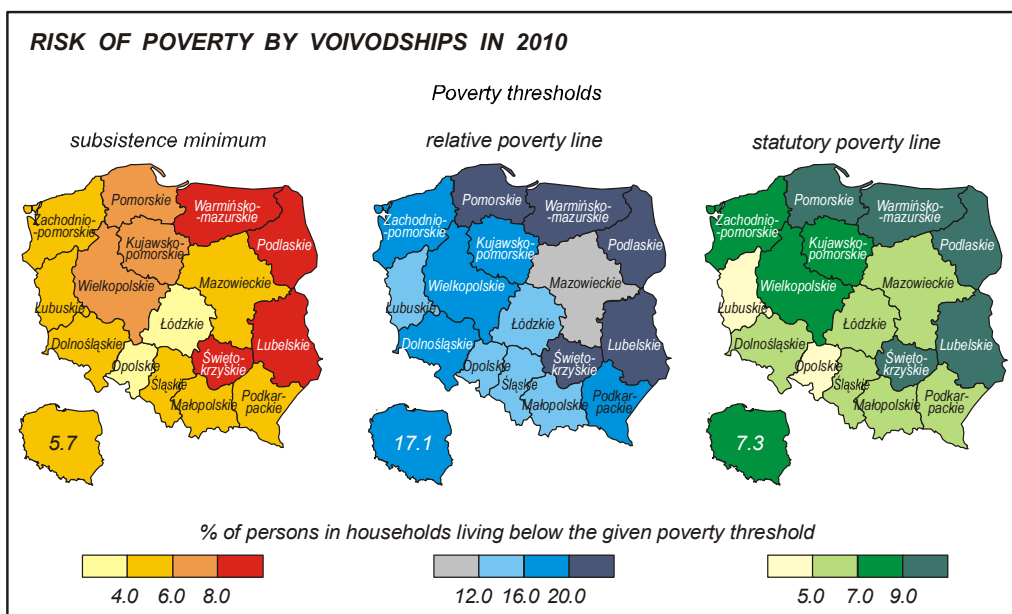 RISK OF POVERTY BY VOIVODSHIPS IN 2010
Poverty thresholds
subsistence minimum
relative poverty line
statutory poverty line
Pomorskie
Warmińsko-
-mazurskie
Zachodnio-
-pomorskie
Kujawsko-
pomorskie
Podlaskie
Wielkopolskie
Mazowieckie
Lubuskie
Łódzkie
Dolnośląskie
Lubelskie
Opolskie
Święto-
krzyskie
Śląskie
Małopolskie
Podkar-
packie
5.7
Pomorskie
Warmińsko-
-mazurskie
Zachodnio-
-pomorskie
Kujawsko-
pomorskie
Podlaskie
Wielkopolskie
Mazowieckie
Lubuskie
Łódzkie
Dolnośląskie
Lubelskie
Opolskie
Święto-
krzyskie
Śląskie
Małopolskie
Podkar-
packie
17.1
Pomorskie
Warmińsko-
-mazurskie
Zachodnio-
-pomorskie
Kujawsko-
pomorskie
Podlaskie
Wielkopolskie
Mazowieckie
Lubuskie
Łódzkie
Dolnośląskie
Lubelskie
Opolskie
Święto-
krzyskie
Śląskie
Małopolskie
Podkar-
packie
7.3
% of persons in households living below the given poverty threshold
4.0 6.0 8.0
12.0 16.0 20.0
5.0 7.0 9.0